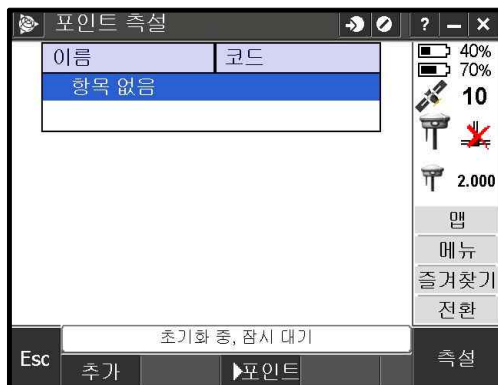 포인트 측설
? — ×
이름 코드
항목 없음
40%
70%
10
2.000
맵
메뉴
즐겨찾기
전환
초기화 중, 잠시 대기
Esc 추가 ▶포인트 측설